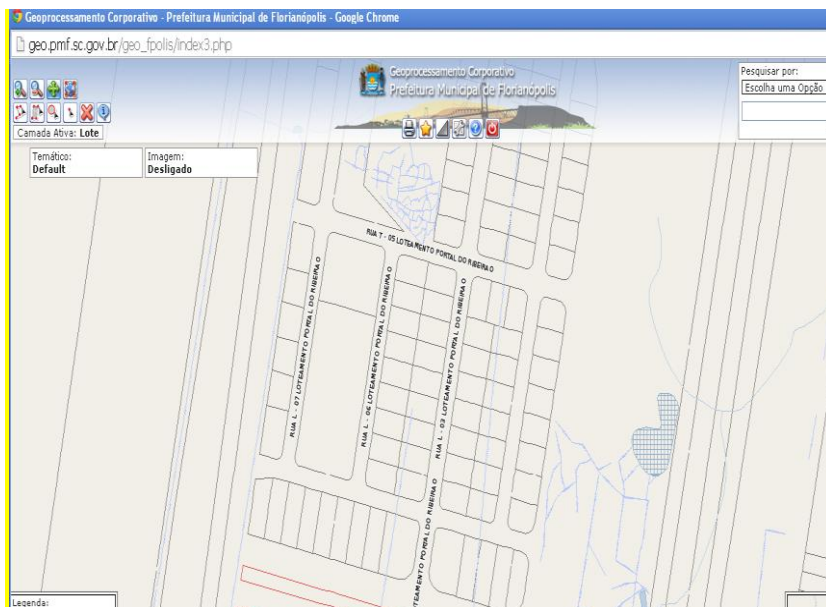 Geoprocessamento Corporativo - Prefeitura Municipal de Florianópolis - Google Chrome
geo.pmf.sc.gov.br/geo_fpolis/index3.php
Geoprocessamento Corporativo
Prefeitura Municipal de Florianópolis
Pesquisar por:
Escolha uma Opção
Camada Ativa: Lote
Temático:
Default
Imagem:
Desligado
RUA T - 05 LOTEAMENTO PORTAL DO RIBEIRAO
RUA L - 07 LOTEAMENTO PORTAL DO RIBEIRAO
RUA L - 06 LOTEAMENTO PORTAL DO RIBEIRAO
RUA L - 03 LOTEAMENTO PORTAL DO RIBEIRAO
TEAMENTO PORTAL DO RIBEIRAO
Legenda: